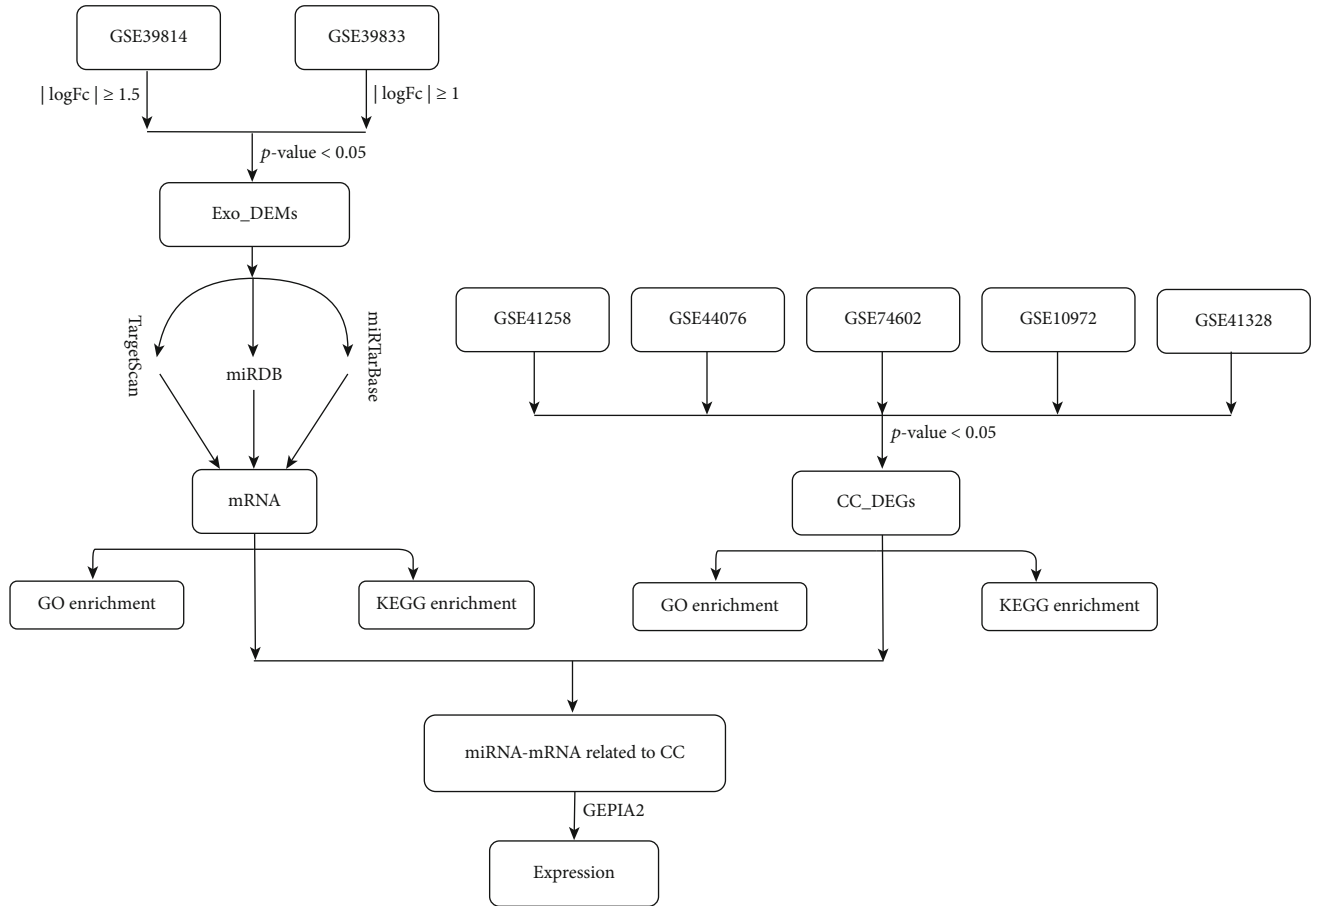 GSE39814
GSE39833
| logFc | ≥ 1.5
| logFc | ≥ 1
p-value < 0.05
Exo_DEMs
TargetScan
miRDB
miRTarBase
GSE41258
GSE44076
GSE74602
GSE10972
GSE41328
p-value < 0.05
mRNA
CC_DEGs
GO enrichment
KEGG enrichment
GO enrichment
KEGG enrichment
miRNA-mRNA related to CC
GEPIA2
Expression